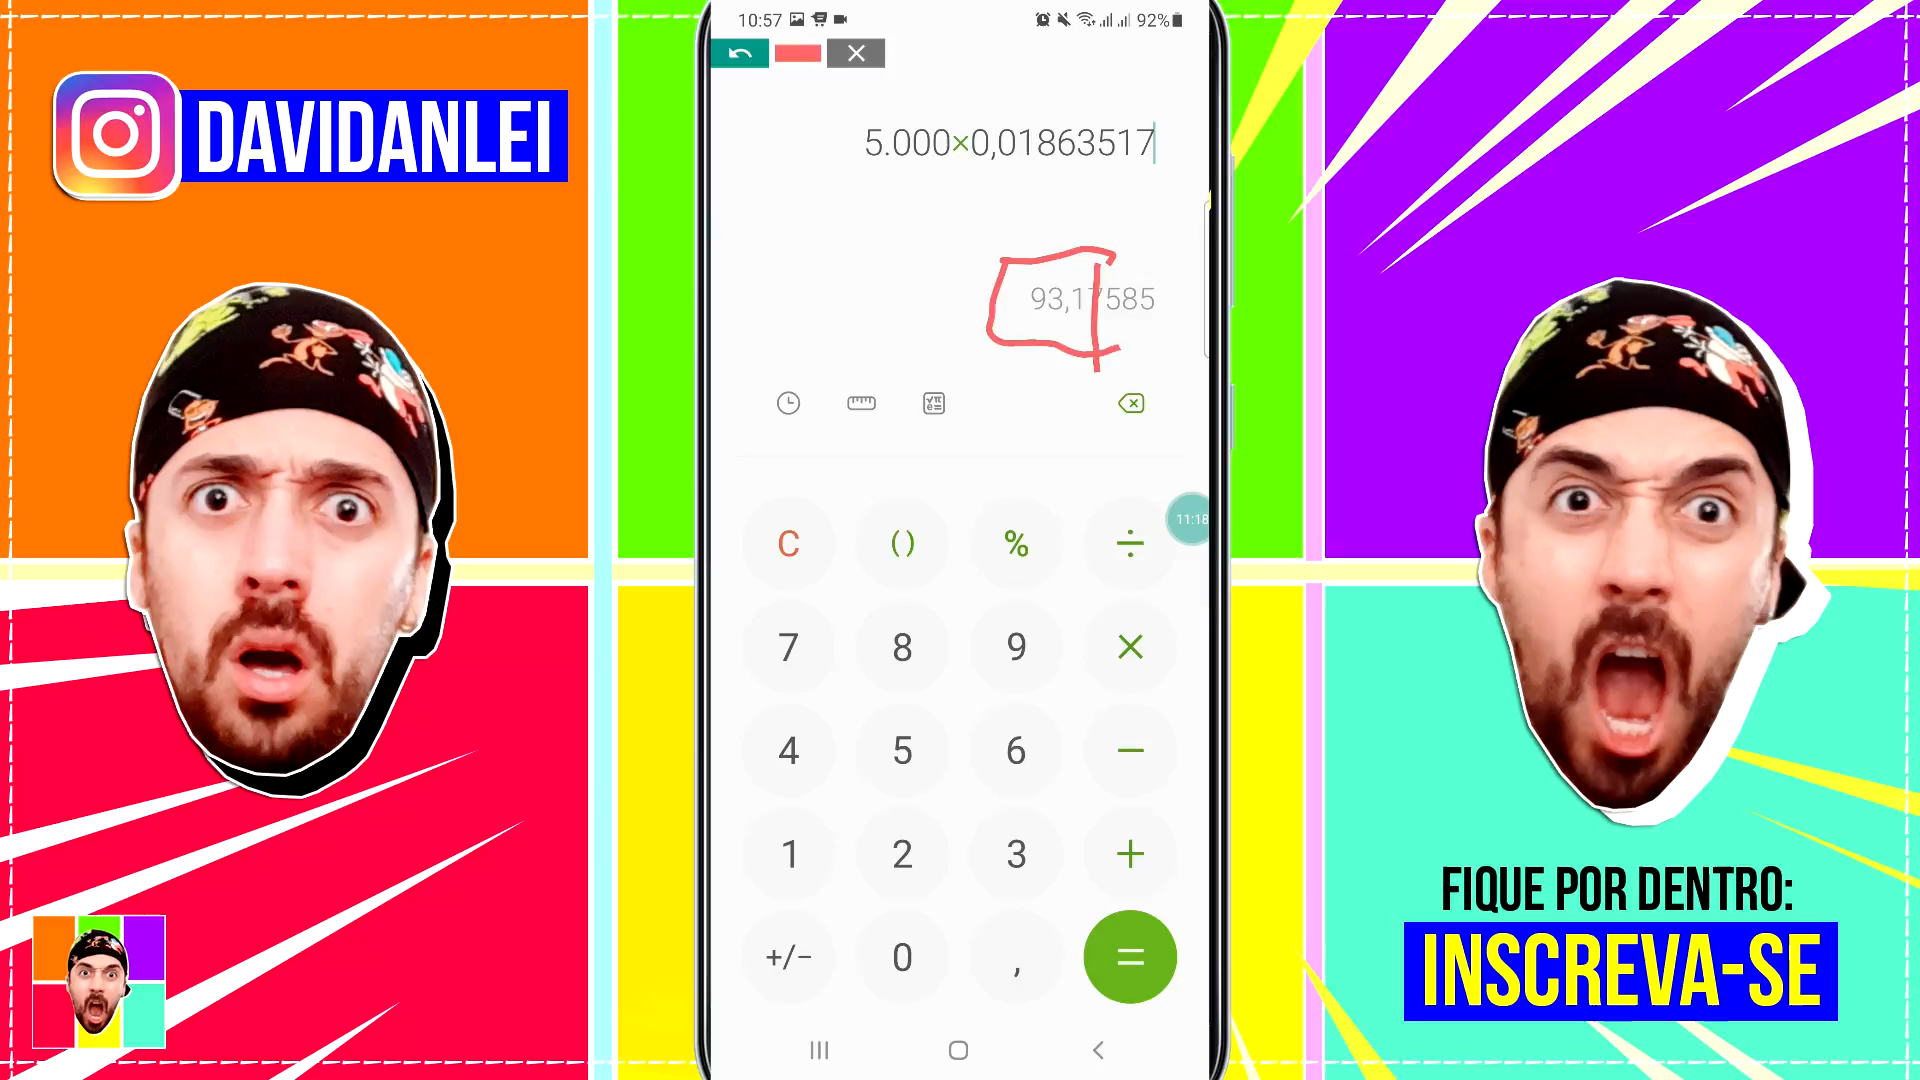 10:57 92%
DAVIDANLEI
5.000×0,01863517
93,17585
C () % ÷
11:18
7 8 9 ×
4 5 6 −
1 2 3 +
+/− 0 , =
FIQUE POR DENTRO:
INSCREVA-SE